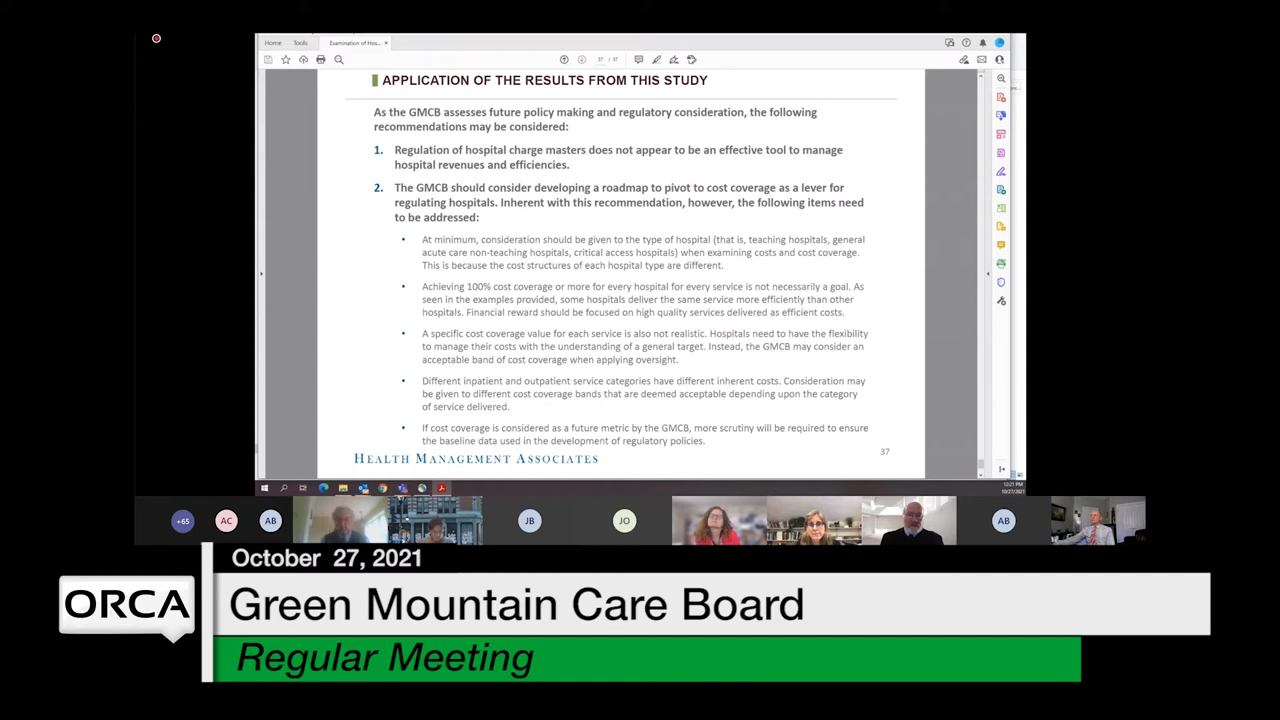 Home Tools Examination of Hos... ×
37 / 37
APPLICATION OF THE RESULTS FROM THIS STUDY
As the GMCB assesses future policy making and regulatory consideration, the following
recommendations may be considered:
1. Regulation of hospital charge masters does not appear to be an effective tool to manage
hospital revenues and efficiencies.
2. The GMCB should consider developing a roadmap to pivot to cost coverage as a lever for
regulating hospitals. Inherent with this recommendation, however, the following items need
to be addressed:
• At minimum, consideration should be given to the type of hospital (that is, teaching hospitals, general
acute care non-teaching hospitals, critical access hospitals) when examining costs and cost coverage.
This is because the cost structures of each hospital type are different.
• Achieving 100% cost coverage or more for every hospital for every service is not necessarily a goal. As
seen in the examples provided, some hospitals deliver the same service more efficiently than other
hospitals. Financial reward should be focused on high quality services delivered as efficient costs.
• A specific cost coverage value for each service is also not realistic. Hospitals need to have the flexibility
to manage their costs with the understanding of a general target. Instead, the GMCB may consider an
acceptable band of cost coverage when applying oversight.
• Different inpatient and outpatient service categories have different inherent costs. Consideration may
be given to different cost coverage bands that are deemed acceptable depending upon the category
of service delivered.
• If cost coverage is considered as a future metric by the GMCB, more scrutiny will be required to ensure
the baseline data used in the development of regulatory policies.
HEALTH MANAGEMENT ASSOCIATES
37
12:21 PM
10/27/2021
+65 AC AB JB JO AB
October 27, 2021
ORCA
Green Mountain Care Board
Regular Meeting